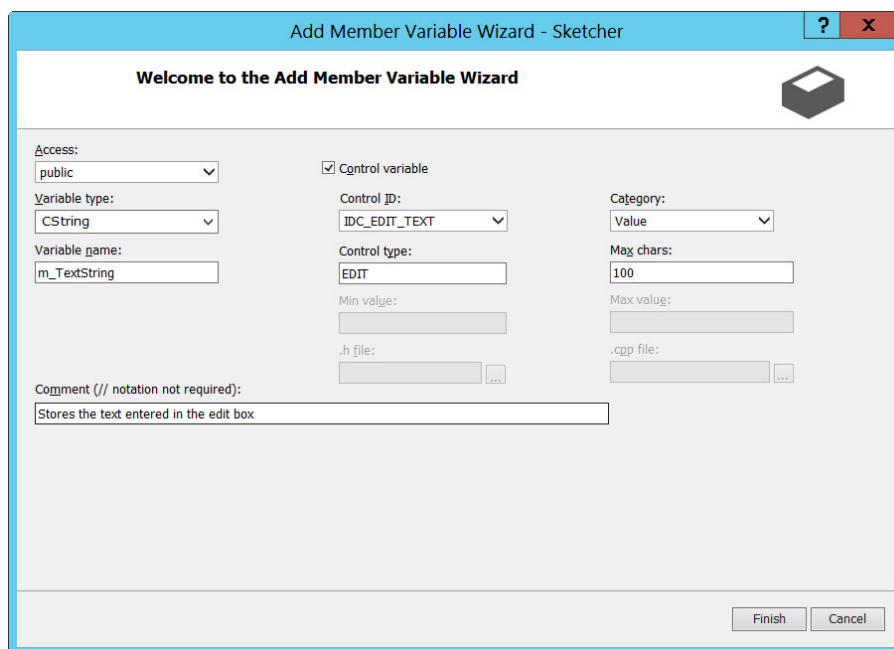 Add Member Variable Wizard - Sketcher
? x
Welcome to the Add Member Variable Wizard
Access:
public
Control variable
Variable type:
Control ID:
Category:
CString
IDC_EDIT_TEXT
Value
Variable name:
Control type:
Max chars:
m_TextString
EDIT
100
Min value:
Max value:
.h file:
.cpp file:
...
...
Comment (// notation not required):
Stores the text entered in the edit box
Finish
Cancel